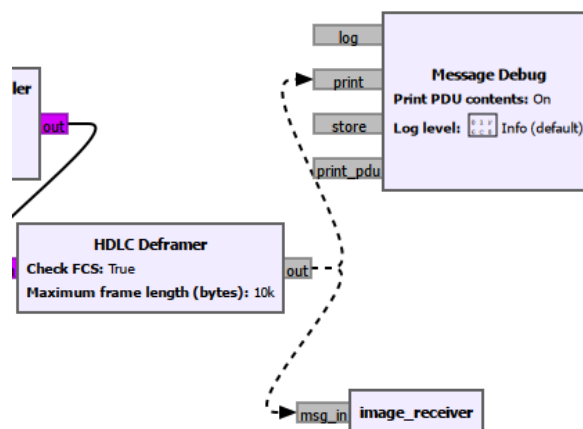 log
print
store
print_pdu
Message Debug
Print PDU contents: On
Log level: Info (default)
ler
out
HDLC Deframer
Check FCS: True
Maximum frame length (bytes): 10k
out
msg_in
image_receiver